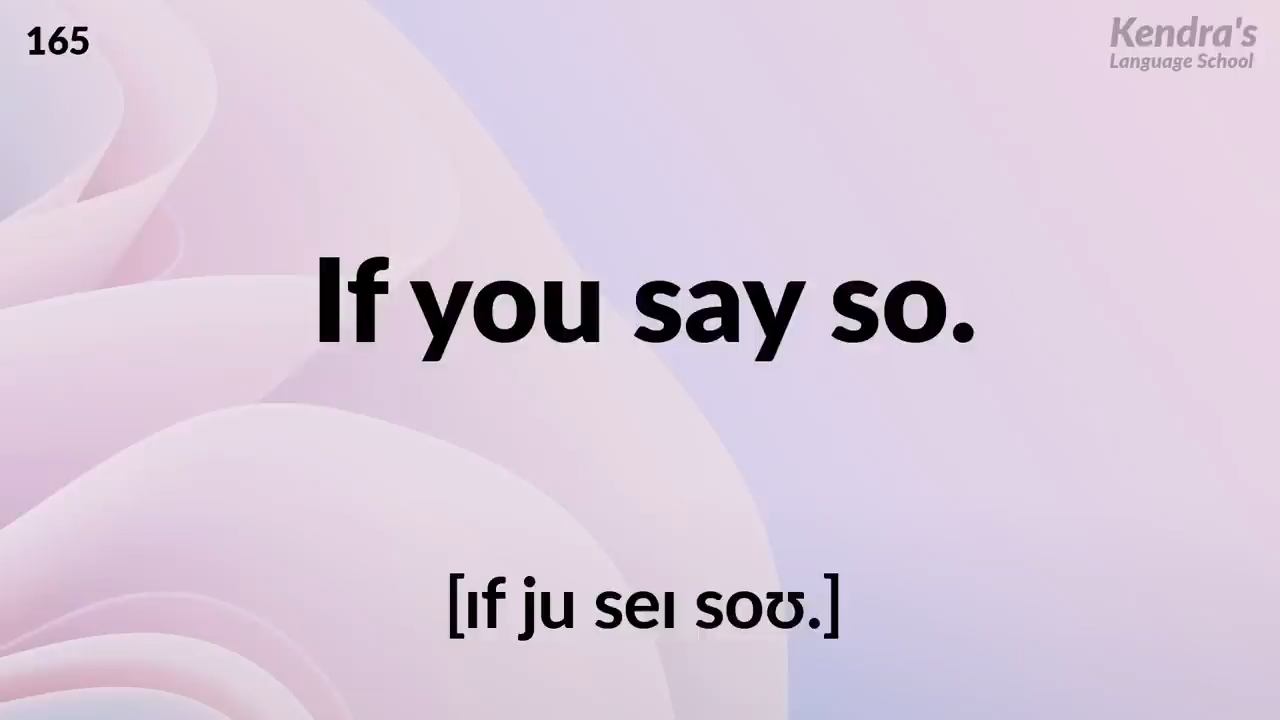 165
Kendra's
Language School
If you say so.
[ɪf ju seɪ soʊ.]